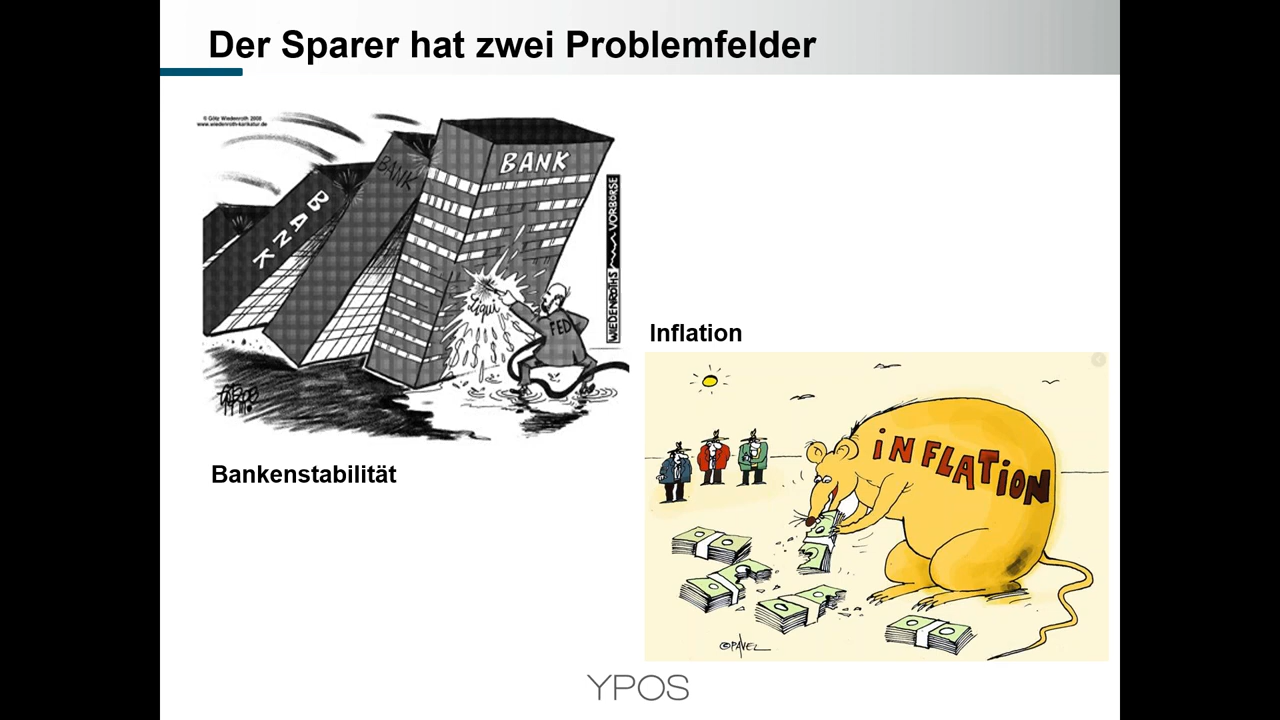 Der Sparer hat zwei Problemfelder
© Götz Wiedenroth 2008
www.wiedenroth-karikatur.de
BANK
BANK
BANK
WIEDENROTHS VORBÖRSE
Liqui
FED
Bankenstabilität
Inflation
INFLATION
©PAVEL
YPOS